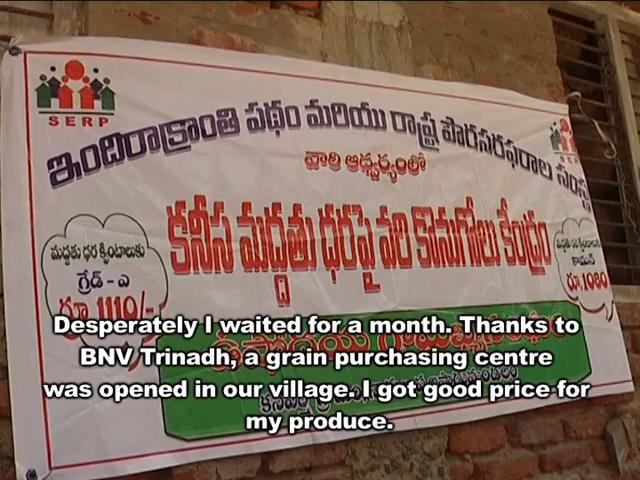 SERP
ఇందిరాక్రాంతి పథం మరియు రాష్ట్ర పౌరసరఫరాల సంస్థ
SERP
వారి ఆధ్వర్యంలో
కనీస మద్దతు ధరపై వరి కొనుగోలు కేంద్రం
మద్దతు ధర క్వింటాలుకు
గ్రేడ్ - ఎ
రూ. 1110/-
కామన్
రూ.1080
Desperately I waited for a month. Thanks to
BNV Trinadh, a grain purchasing centre
was opened in our village. I got good price for
my produce.